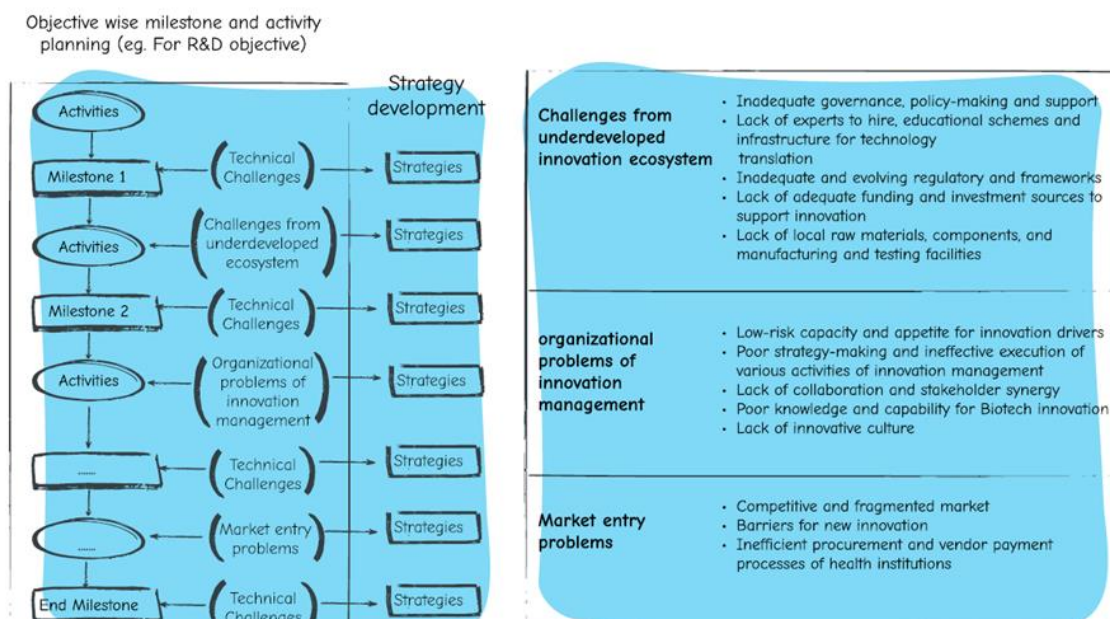 Objective wise milestone and activity
planning (eg. For R&D objective)
Strategy
development
Activities
Milestone 1
Technical
Challenges
Strategies
Activities
Challenges from
underdeveloped
ecosystem
Strategies
Milestone 2
Technical
Challenges
Strategies
Activities
Organizational
problems of
innovation
management
Strategies
......
Technical
Challenges
Strategies
......
Market entry
problems
Strategies
End Milestone
Technical
Challenges
Strategies
Challenges from
underdeveloped
innovation ecosystem
• Inadequate governance, policy-making and support
• Lack of experts to hire, educational schemes and
infrastructure for technology
translation
• Inadequate and evolving regulatory and frameworks
• Lack of adequate funding and investment sources to
support innovation
• Lack of local raw materials, components, and
manufacturing and testing facilities
organizational
problems of
innovation
management
• Low-risk capacity and appetite for innovation drivers
• Poor strategy-making and ineffective execution of
various activities of innovation management
• Lack of collaboration and stakeholder synergy
• Poor knowledge and capability for Biotech innovation
• Lack of innovative culture
Market entry
problems
• Competitive and fragmented market
• Barriers for new innovation
• Inefficient procurement and vendor payment
processes of health institutions